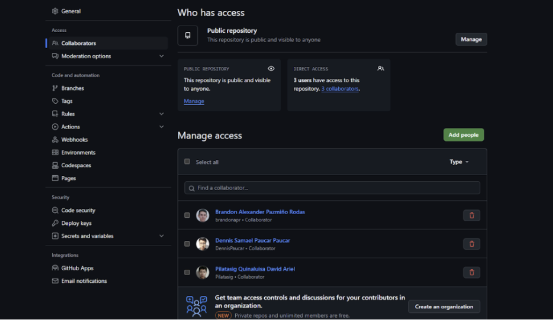 General
Access
Collaborators
Moderation options
Code and automation
Branches
Tags
Rules
Actions
Webhooks
Environments
Codespaces
Pages
Security
Code security
Deploy keys
Secrets and variables
Integrations
GitHub Apps
Email notifications
Who has access
Public repository
This repository is public and visible to anyone
Manage
PUBLIC REPOSITORY
This repository is public and visible
to anyone.
Manage
DIRECT ACCESS
3 users have access to this
repository. 3 collaborators.
Manage access
Add people
Select all
Type
Find a collaborator...
Brandon Alexander Pazmiño Rodas
• Collaborator
Dennis Samael Paucar Paucar
DennisPaucar • Collaborator
Pilatasig Quinaluisa David Ariel
Pilatasig • Collaborator
Get team access controls and discussions for your contributors in
an organization.
NEW Private repos and unlimited members are free.
Create an organization